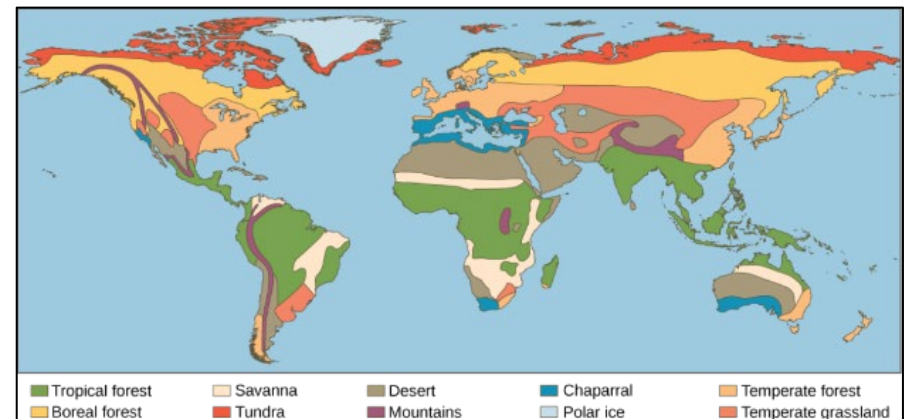 Tropical forest Savanna Desert Chaparral Temperate forest
Boreal forest Tundra Mountains Polar ice Temperate grassland